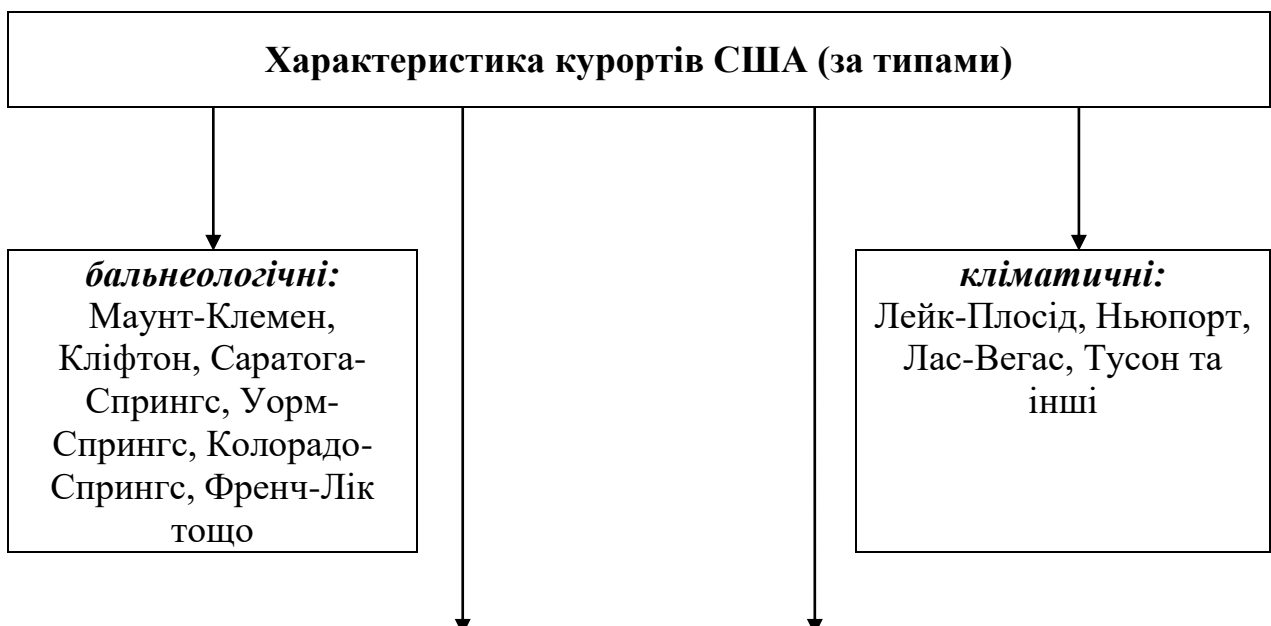 Характеристика курортів США (за типами)
бальнеологічні:
Маунт-Клемен,
Кліфтон, Саратога-
Спрингс, Уорм-
Спрингс, Колорадо-
Спрингс, Френч-Лік
тощо
кліматичні:
Лейк-Плосід, Ньюпорт,
Лас-Вегас, Тусон та
інші